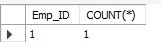 Emp_ID COUNT(*)
1 1